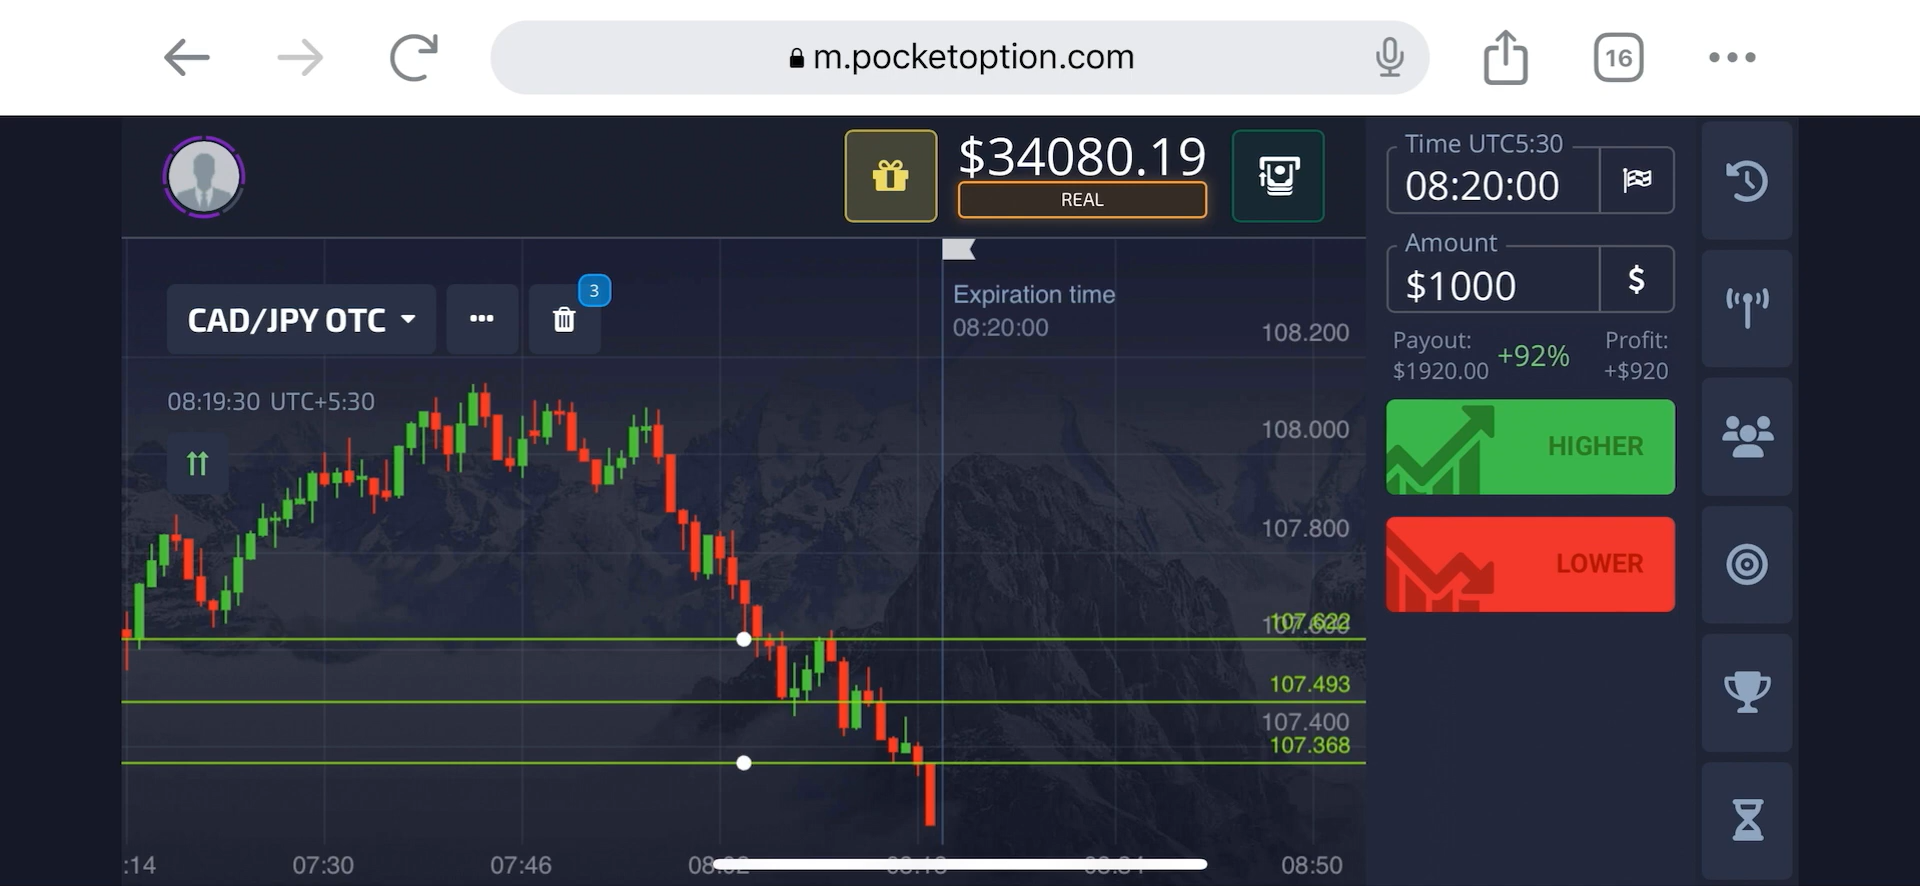 m.pocketoption.com
16
$34080.19
REAL
Time UTC5:30
08:20:00
Amount
$1000
$
Payout:
$1920.00
+92%
Profit:
+$920
HIGHER
LOWER
CAD/JPY OTC
3
08:19:30 UTC+5:30
Expiration time
08:20:00
108.200
108.000
107.800
107.622
107.493
107.400
107.368
:14
07:30
07:46
08:50